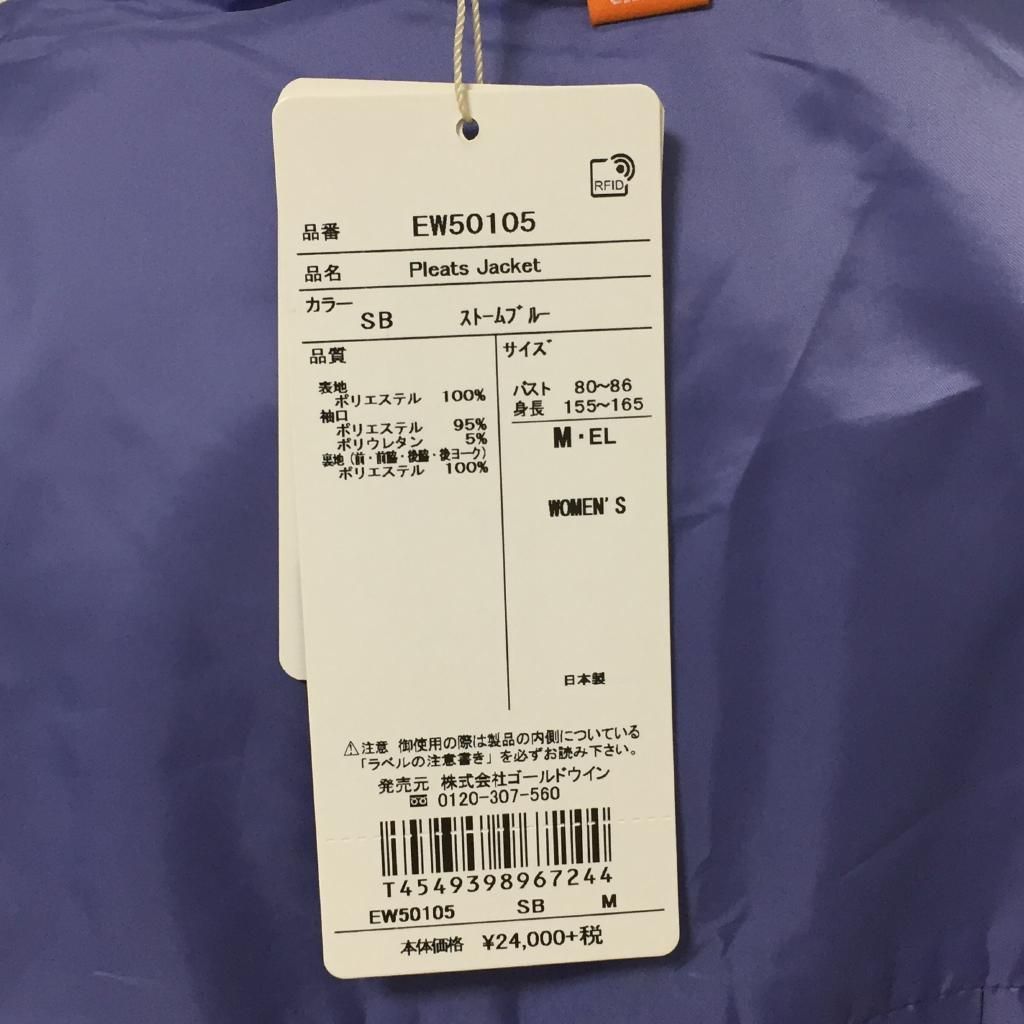 RFID
品番 EW50105
品名 Pleats Jacket
カラー SB ストームブルー
品質
表地
ポリエステル 100%
袖口
ポリエステル 95%
ポリウレタン 5%
裏地(前・前脇・後脇・後ヨーク)
ポリエステル 100%
サイズ
バスト 80~86
身長 155~165
M・EL
WOMEN'S
日本製
⚠注意 御使用の際は製品の内側についている
「ラベルの注意書き」を必ずお読み下さい。
発売元 株式会社ゴールドウイン
0120-307-560
T4549398967244
EW50105 SB M
本体価格 ¥24,000+税